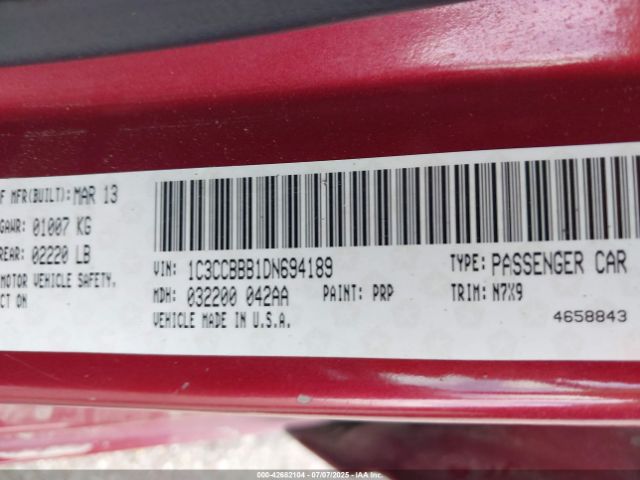 F MFR(BUILT): MAR 13
GAWR: 01007 KG
REAR: 02220 LB
MOTOR VEHICLE SAFETY,
CT ON
VIN: 1C3CCBBB1DN694189
TYPE: PASSENGER CAR
MDH: 032200 042AA
PAINT: PRP
TRIM: N7X9
VEHICLE MADE IN U.S.A.
4658843
000-42682104 | 07/07/2025 - IAA Inc. Copyright